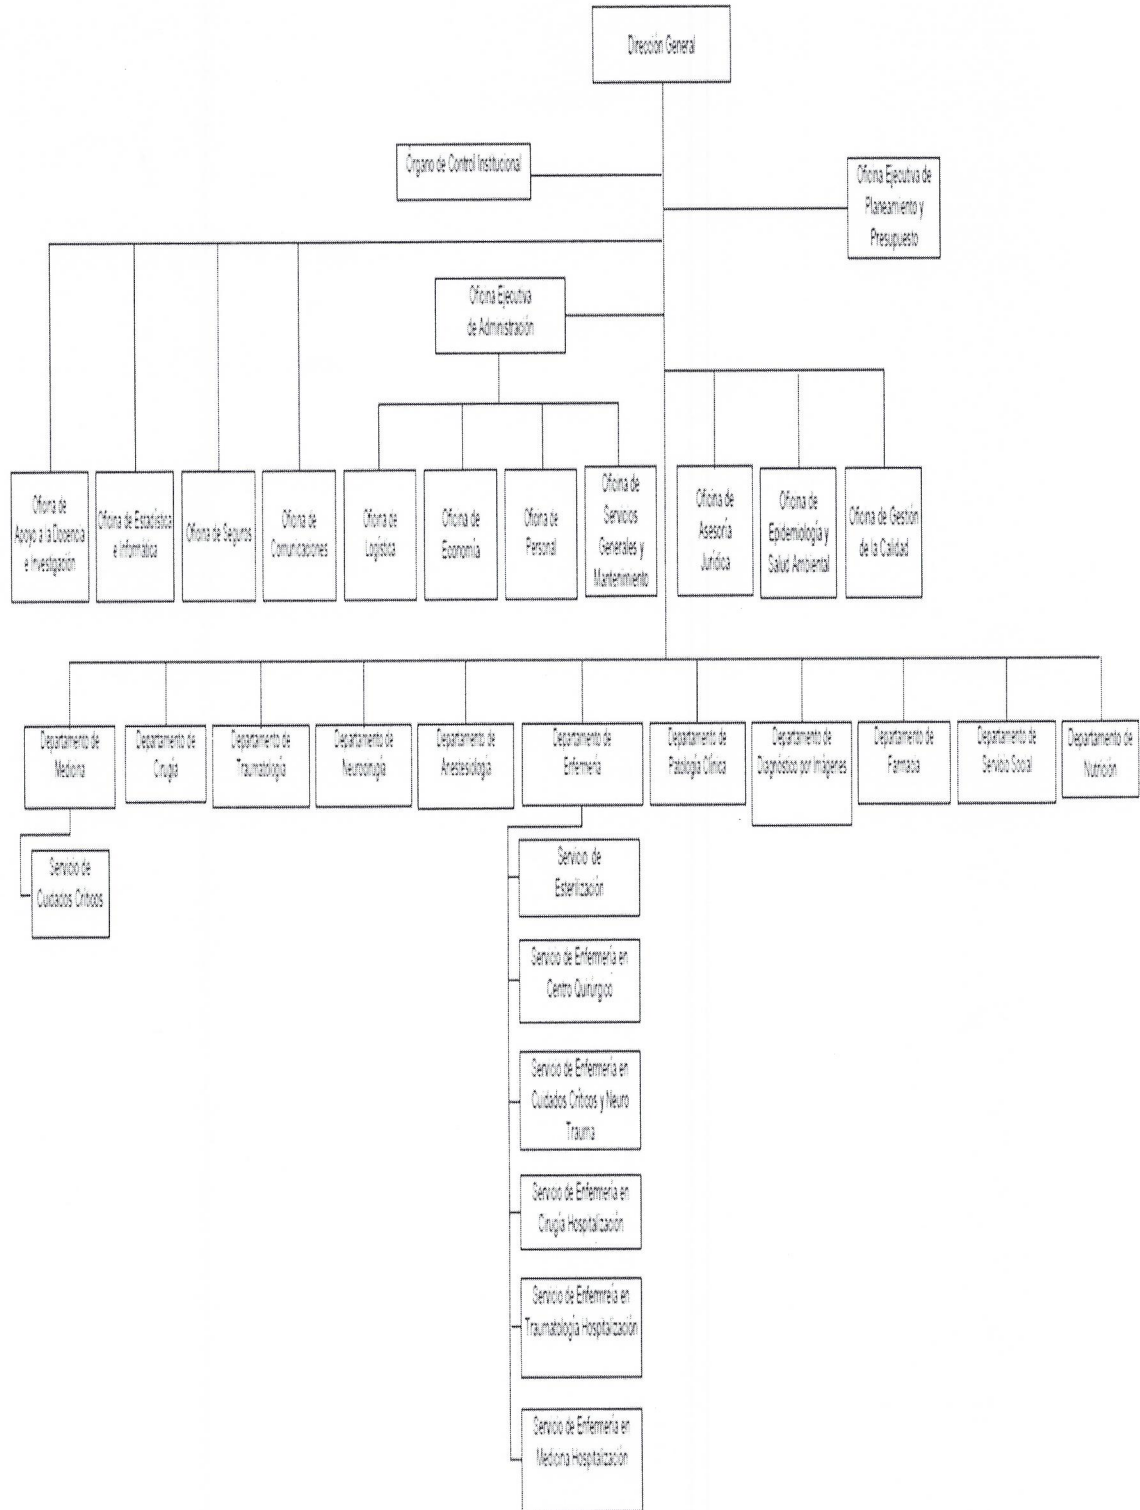 Dirección General
Órgano de Control Institucional
Oficina Ejecutiva de
Planeamiento y
Presupuesto
Oficina Ejecutiva
de Administración
Oficina de
Apoyo a la Docencia
e Investigación
Oficina de Estadística
e Informática
Oficina de Seguros
Oficina de
Comunicaciones
Oficina de
Logística
Oficina de
Economía
Oficina de
Personal
Oficina de
Servicios
Generales y
Mantenimiento
Oficina de
Asesoría
Jurídica
Oficina de
Epidemiología y
Salud Ambiental
Oficina de Gestión
de la Calidad
Departamento de
Medicina
Departamento de
Cirugía
Departamento de
Traumatología
Departamento de
Neurocirugía
Departamento de
Anestesiología
Departamento de
Enfermería
Departamento de
Patología Clínica
Departamento de
Diagnóstico por Imágenes
Departamento de
Farmacia
Departamento de
Servicio Social
Departamento de
Nutrición
Servicio de
Cuidados Críticos
Servicio de
Esterilización
Servicio de Enfermería en
Centro Quirúrgico
Servicio de Enfermería en
Cuidados Críticos y Neuro
Trauma
Servicio de Enfermería en
Cirugía Hospitalización
Servicio de Enfermreía en
Traumatología Hospitalización
Servicio de Enfermería en
Medicina Hospitalización